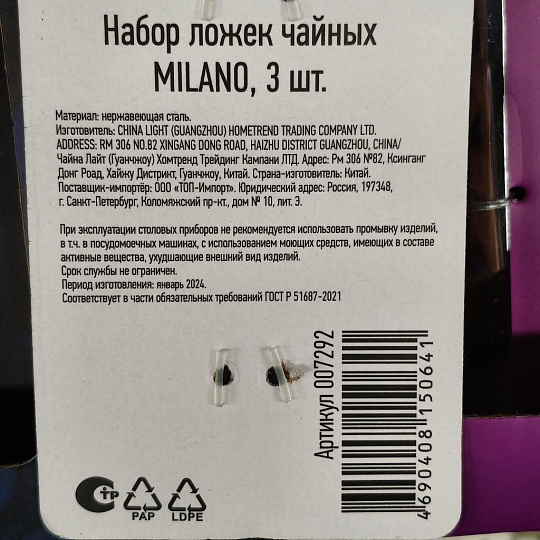 Набор ложек чайных
MILANO, 3 шт.
Материал: нержавеющая сталь.
Изготовитель: CHINA LIGHT (GUANGZHOU) HOMETREND TRADING COMPANY LTD.
ADDRESS: RM 306 NO.82 XINGANG DONG ROAD, HAIZHU DISTRICT GUANGZHOU, CHINA/
Чайна Лайт (Гуанчжоу) Хомтренд Трейдинг Кампани ЛТД. Адрес: Рм 306 №82, Ксинганг
Донг Роад, Хайжу Дистрикт, Гуанчжоу, Китай. Страна-изготовитель: Китай.
Поставщик-импортёр: ООО «ТОП-Импорт». Юридический адрес: Россия, 197348,
г. Санкт-Петербург, Коломяжский пр-кт., дом № 10, лит. Э.
При эксплуатации столовых приборов не рекомендуется использовать промывку изделий,
в т.ч. в посудомоечных машинах, с использованием моющих средств, имеющих в составе
активные вещества, ухудшающие внешний вид изделий.
Срок службы не ограничен.
Период изготовления: январь 2024.
Соответствует в части обязательных требований ГОСТ Р 51687-2021
Артикул 007292
4 690408 150641
PAP
LDPE